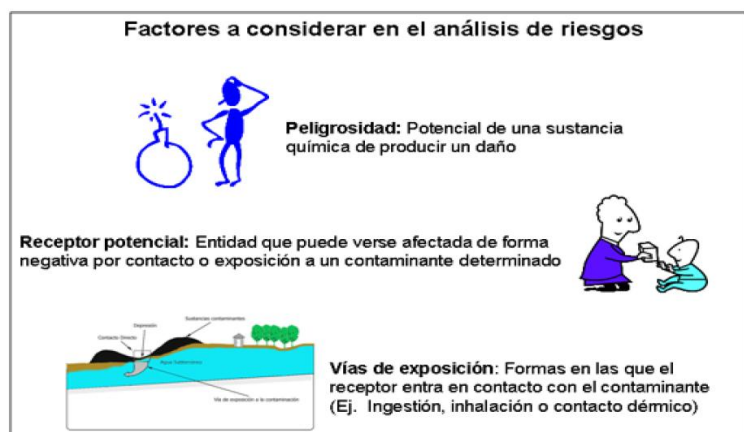 Factores a considerar en el análisis de riesgos
Peligrosidad: Potencial de una sustancia
química de producir un daño
Receptor potencial: Entidad que puede verse afectada de forma
negativa por contacto o exposición a un contaminante determinado
Sustancias contaminantes
Depresión
Contacto Directo
Agua Subterránea
Vía de exposición a la contaminación
Vías de exposición: Formas en las que el
receptor entra en contacto con el contaminante
(Ej. Ingestión, inhalación o contacto dérmico)